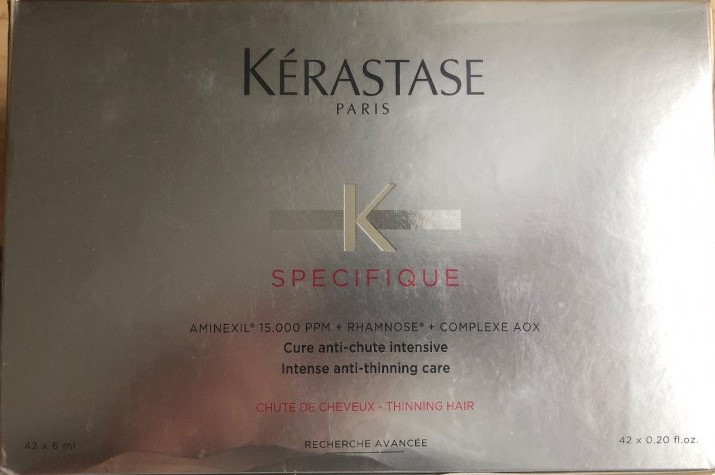 KÉRASTASE
PARIS
K
SPECIFIQUE
AMINEXIL® 15.000 PPM + RHAMNOSE® + COMPLEXE AOX
Cure anti-chute intensive
Intense anti-thinning care
CHUTE DE CHEVEUX - THINNING HAIR
42 x 6 ml
RECHERCHE AVANCÉE
42 x 0.20 fl.oz.